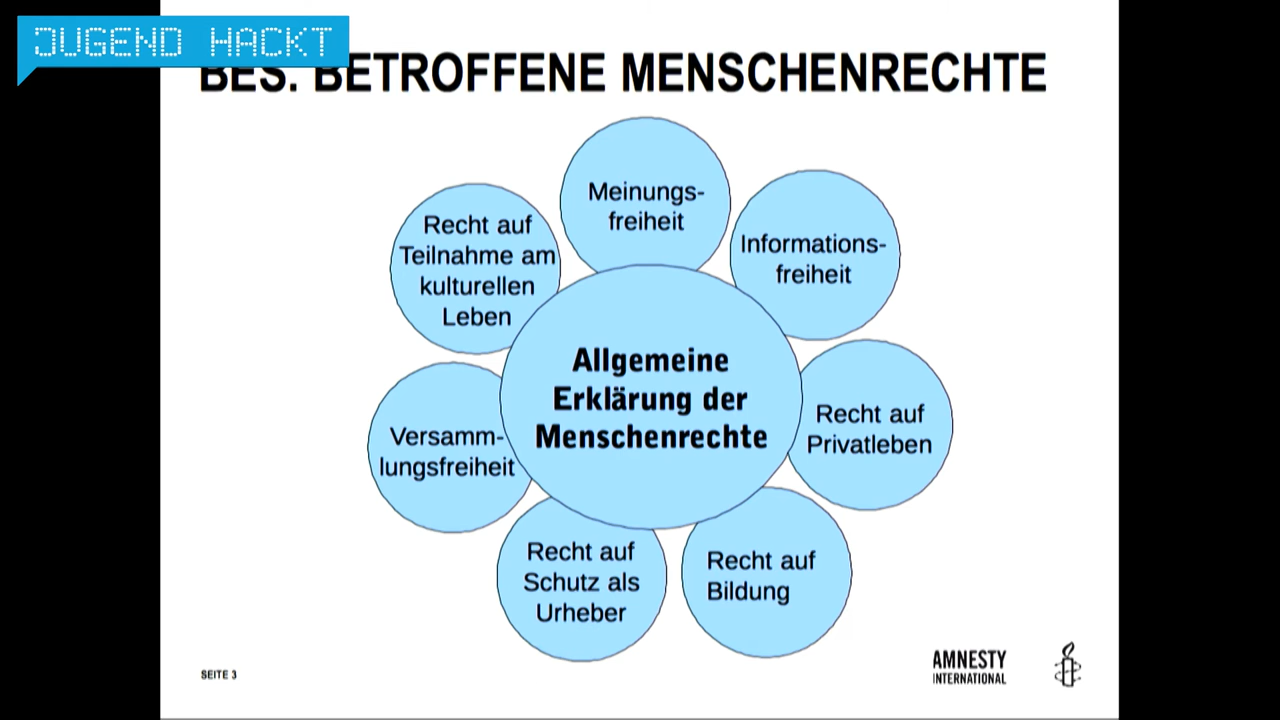 JUGEND HACKT
BES. BETROFFENE MENSCHENRECHTE
Meinungs-
freiheit
Informations-
freiheit
Recht auf
Privatleben
Recht auf
Bildung
Recht auf
Schutz als
Urheber
Versamm-
lungsfreiheit
Recht auf
Teilnahme am
kulturellen
Leben
Allgemeine
Erklärung der
Menschenrechte
SEITE 3
AMNESTY
INTERNATIONAL